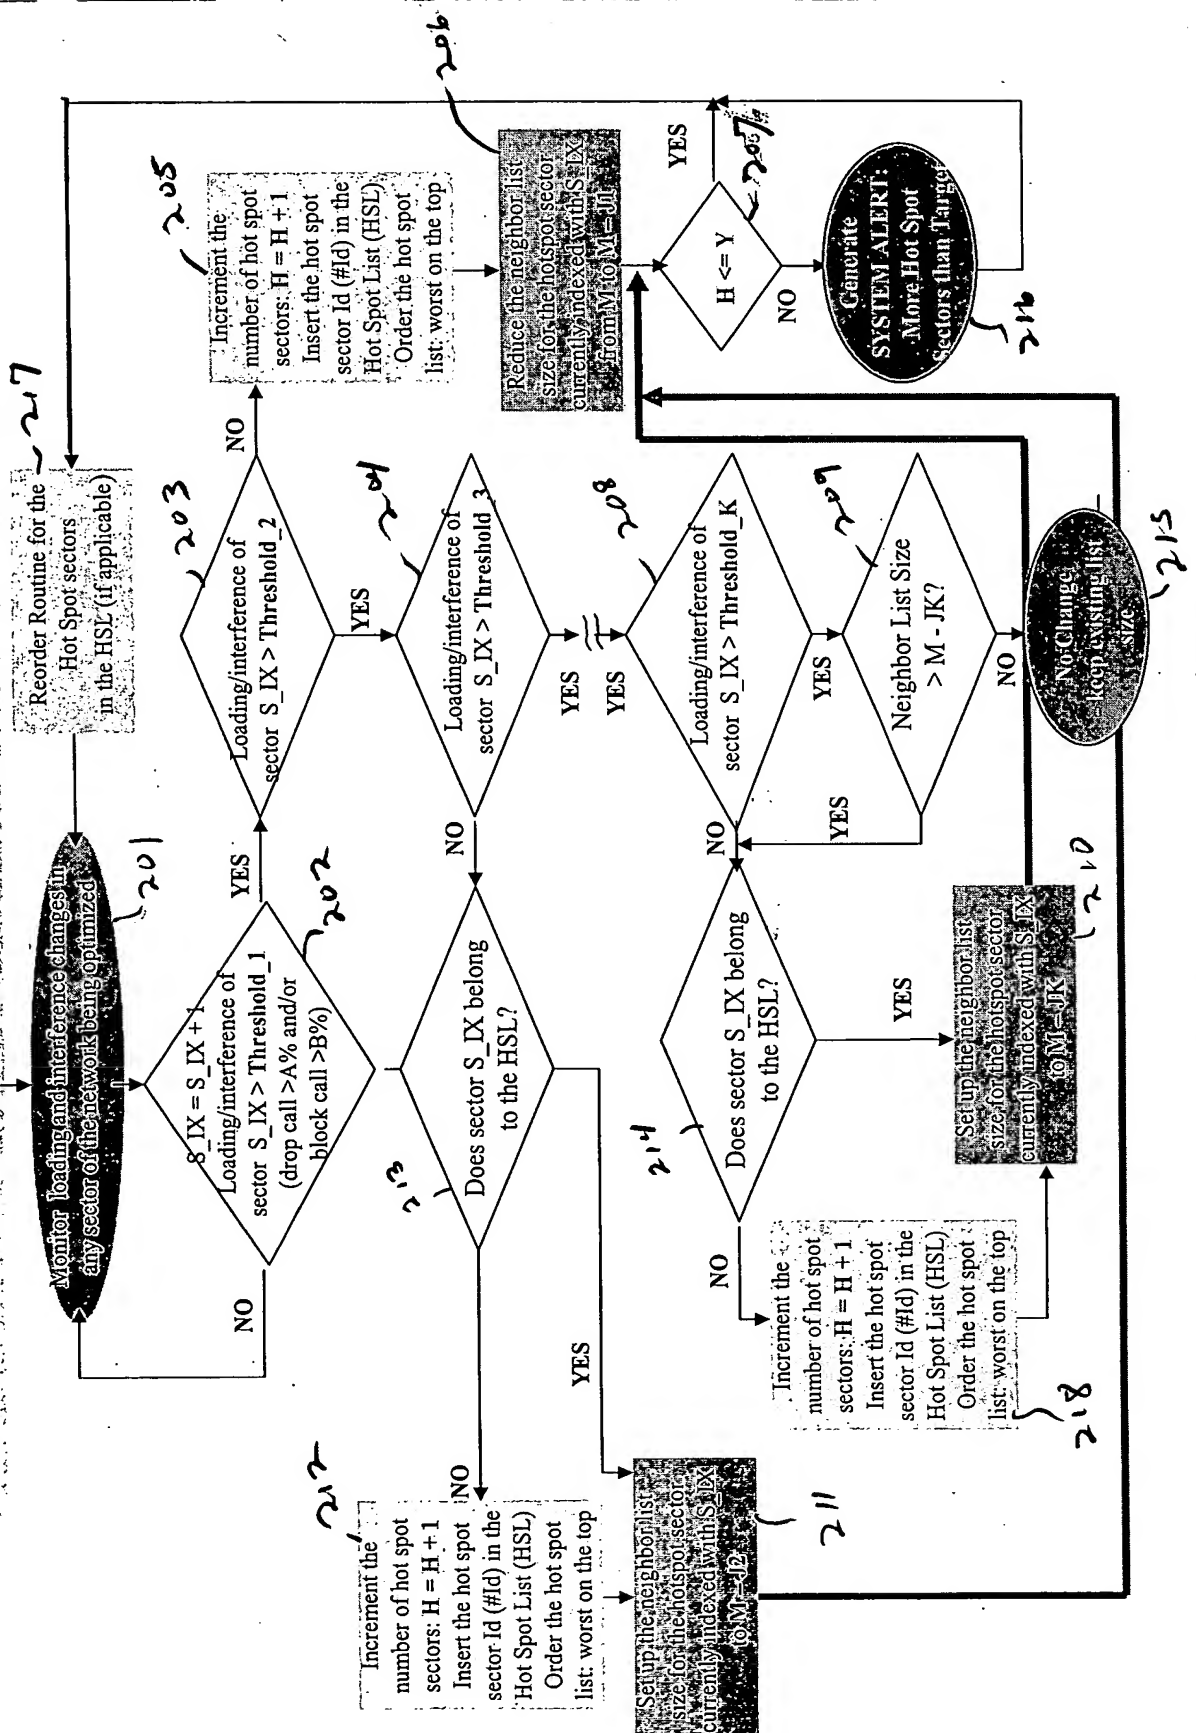 Reorder Routine for the
Hot Spot sectors
in the HSL (if applicable)
217
Monitor loading and interference changes in
any sector of the network being optimized
201
S_IX = S_IX + 1
Loading/interference of
sector S_IX > Threshold_1
(drop call >A% and/or
block call >B%)
202
NO
YES
Loading/interference of
sector S_IX > Threshold_2
203
NO
YES
Increment the
number of hot spot
sectors: H = H + 1
Insert the hot spot
sector Id (#Id) in the
Hot Spot List (HSL)
Order the hot spot
list: worst on the top
205
Reduce the neighbor list
size for the hotspot sector
currently indexed with S_IX
from M to M – J1
206
H <= Y
207
YES
NO
Generate
SYSTEM ALERT:
More Hot Spot
Sectors than Target
216
Loading/interference of
sector S_IX > Threshold_3
204
NO
YES
YES
Does sector S_IX belong
to the HSL?
213
NO
YES
Increment the
number of hot spot
sectors: H = H + 1
Insert the hot spot
sector Id (#Id) in the
Hot Spot List (HSL)
Order the hot spot
list: worst on the top
212
Set up the neighbor list
size for the hotspot sector
currently indexed with S_IX
to M – J2
211
Loading/interference of
sector S_IX > Threshold_K
208
NO
YES
Neighbor List Size
> M - JK?
209
YES
NO
Does sector S_IX belong
to the HSL?
214
NO
YES
Increment the
number of hot spot
sectors: H = H + 1
Insert the hot spot
sector Id (#Id) in the
Hot Spot List (HSL)
Order the hot spot
list: worst on the top
218
Set up the neighbor list
size for the hotspot sector
currently indexed with S_IX
to M – JK
210
No Change
keep existing list
size
215